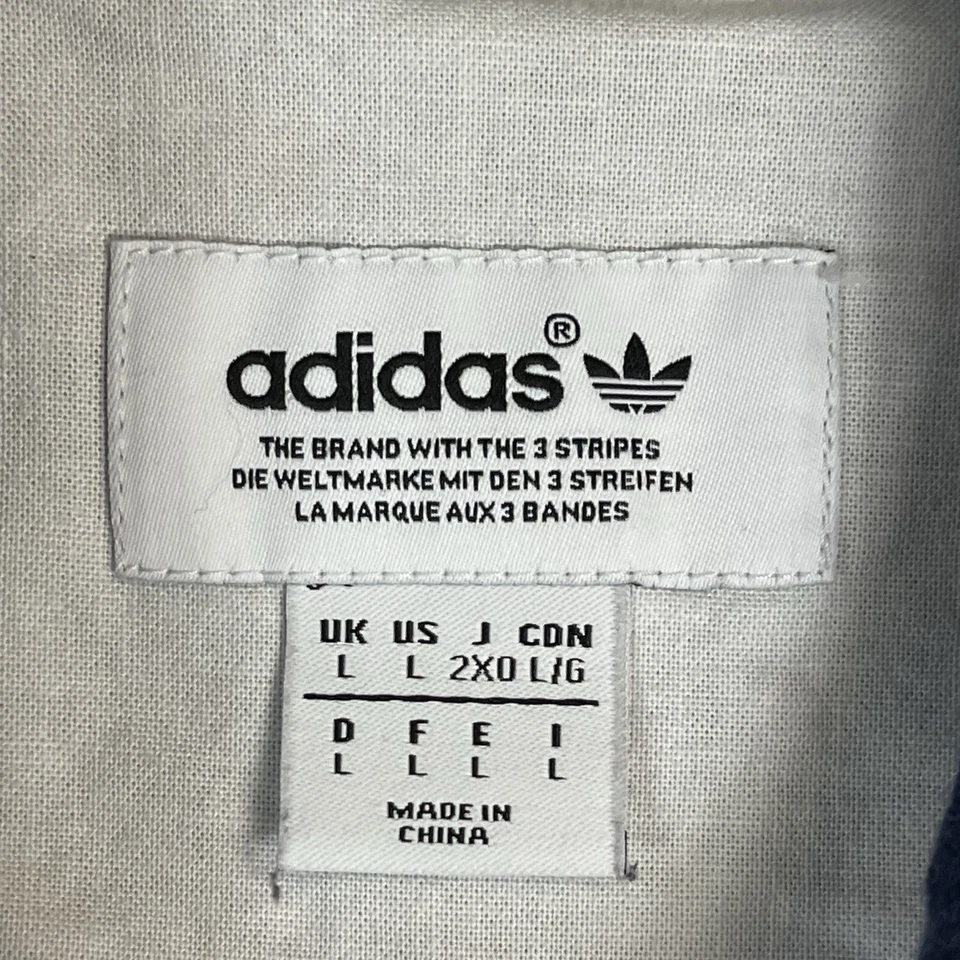 adidas®
THE BRAND WITH THE 3 STRIPES
DIE WELTMARKE MIT DEN 3 STREIFEN
LA MARQUE AUX 3 BANDES
UK US J CDN
L L 2XO L/G
D F E I
L L L L
MADE IN
CHINA